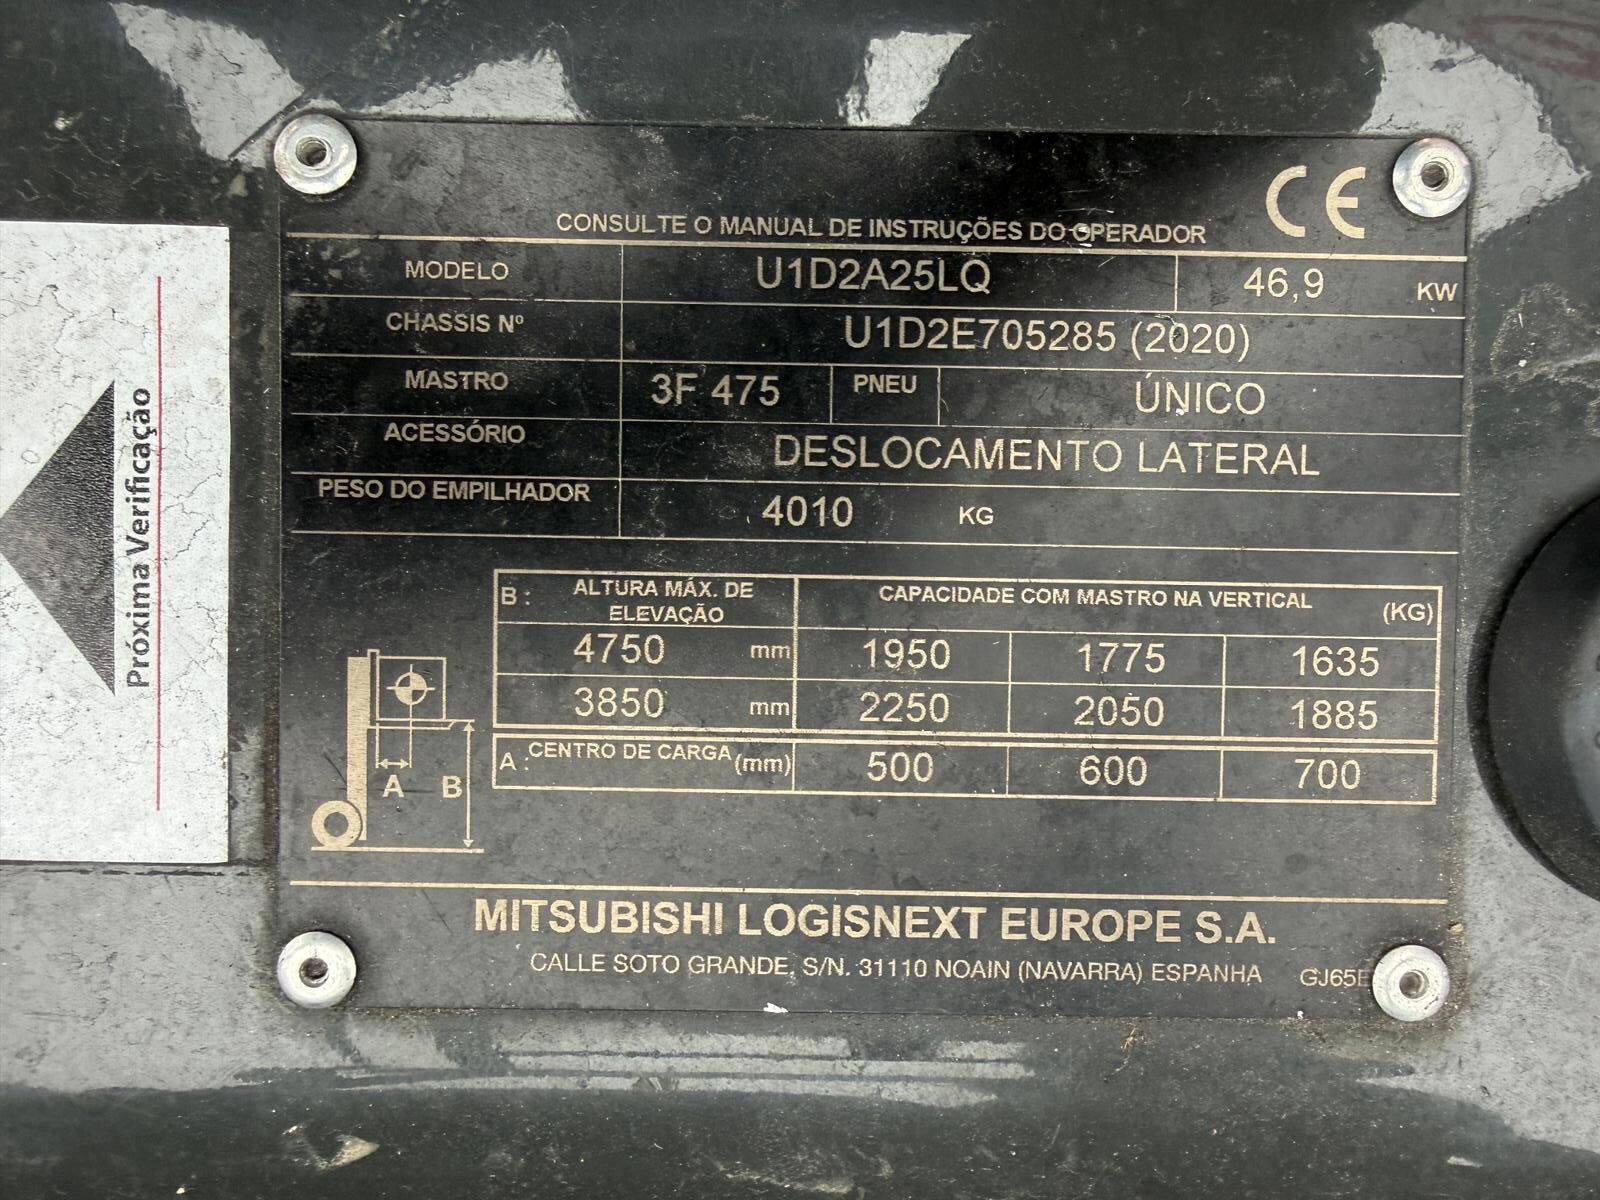 CONSULTE O MANUAL DE INSTRUÇÕES DO OPERADOR CE
MODELO U1D2A25LQ 46,9 KW
CHASSIS Nº U1D2E705285 (2020)
MASTRO 3F 475 PNEU ÚNICO
ACESSÓRIO DESLOCAMENTO LATERAL
PESO DO EMPILHADOR 4010 KG
B: ALTURA MÁX. DE ELEVAÇÃO CAPACIDADE COM MASTRO NA VERTICAL (KG)
4750 mm 1950 1775 1635
3850 mm 2250 2050 1885
A: CENTRO DE CARGA (mm) 500 600 700
A B
MITSUBISHI LOGISNEXT EUROPE S.A.
CALLE SOTO GRANDE, S/N. 31110 NOAIN (NAVARRA) ESPANHA
Próxima Verificação